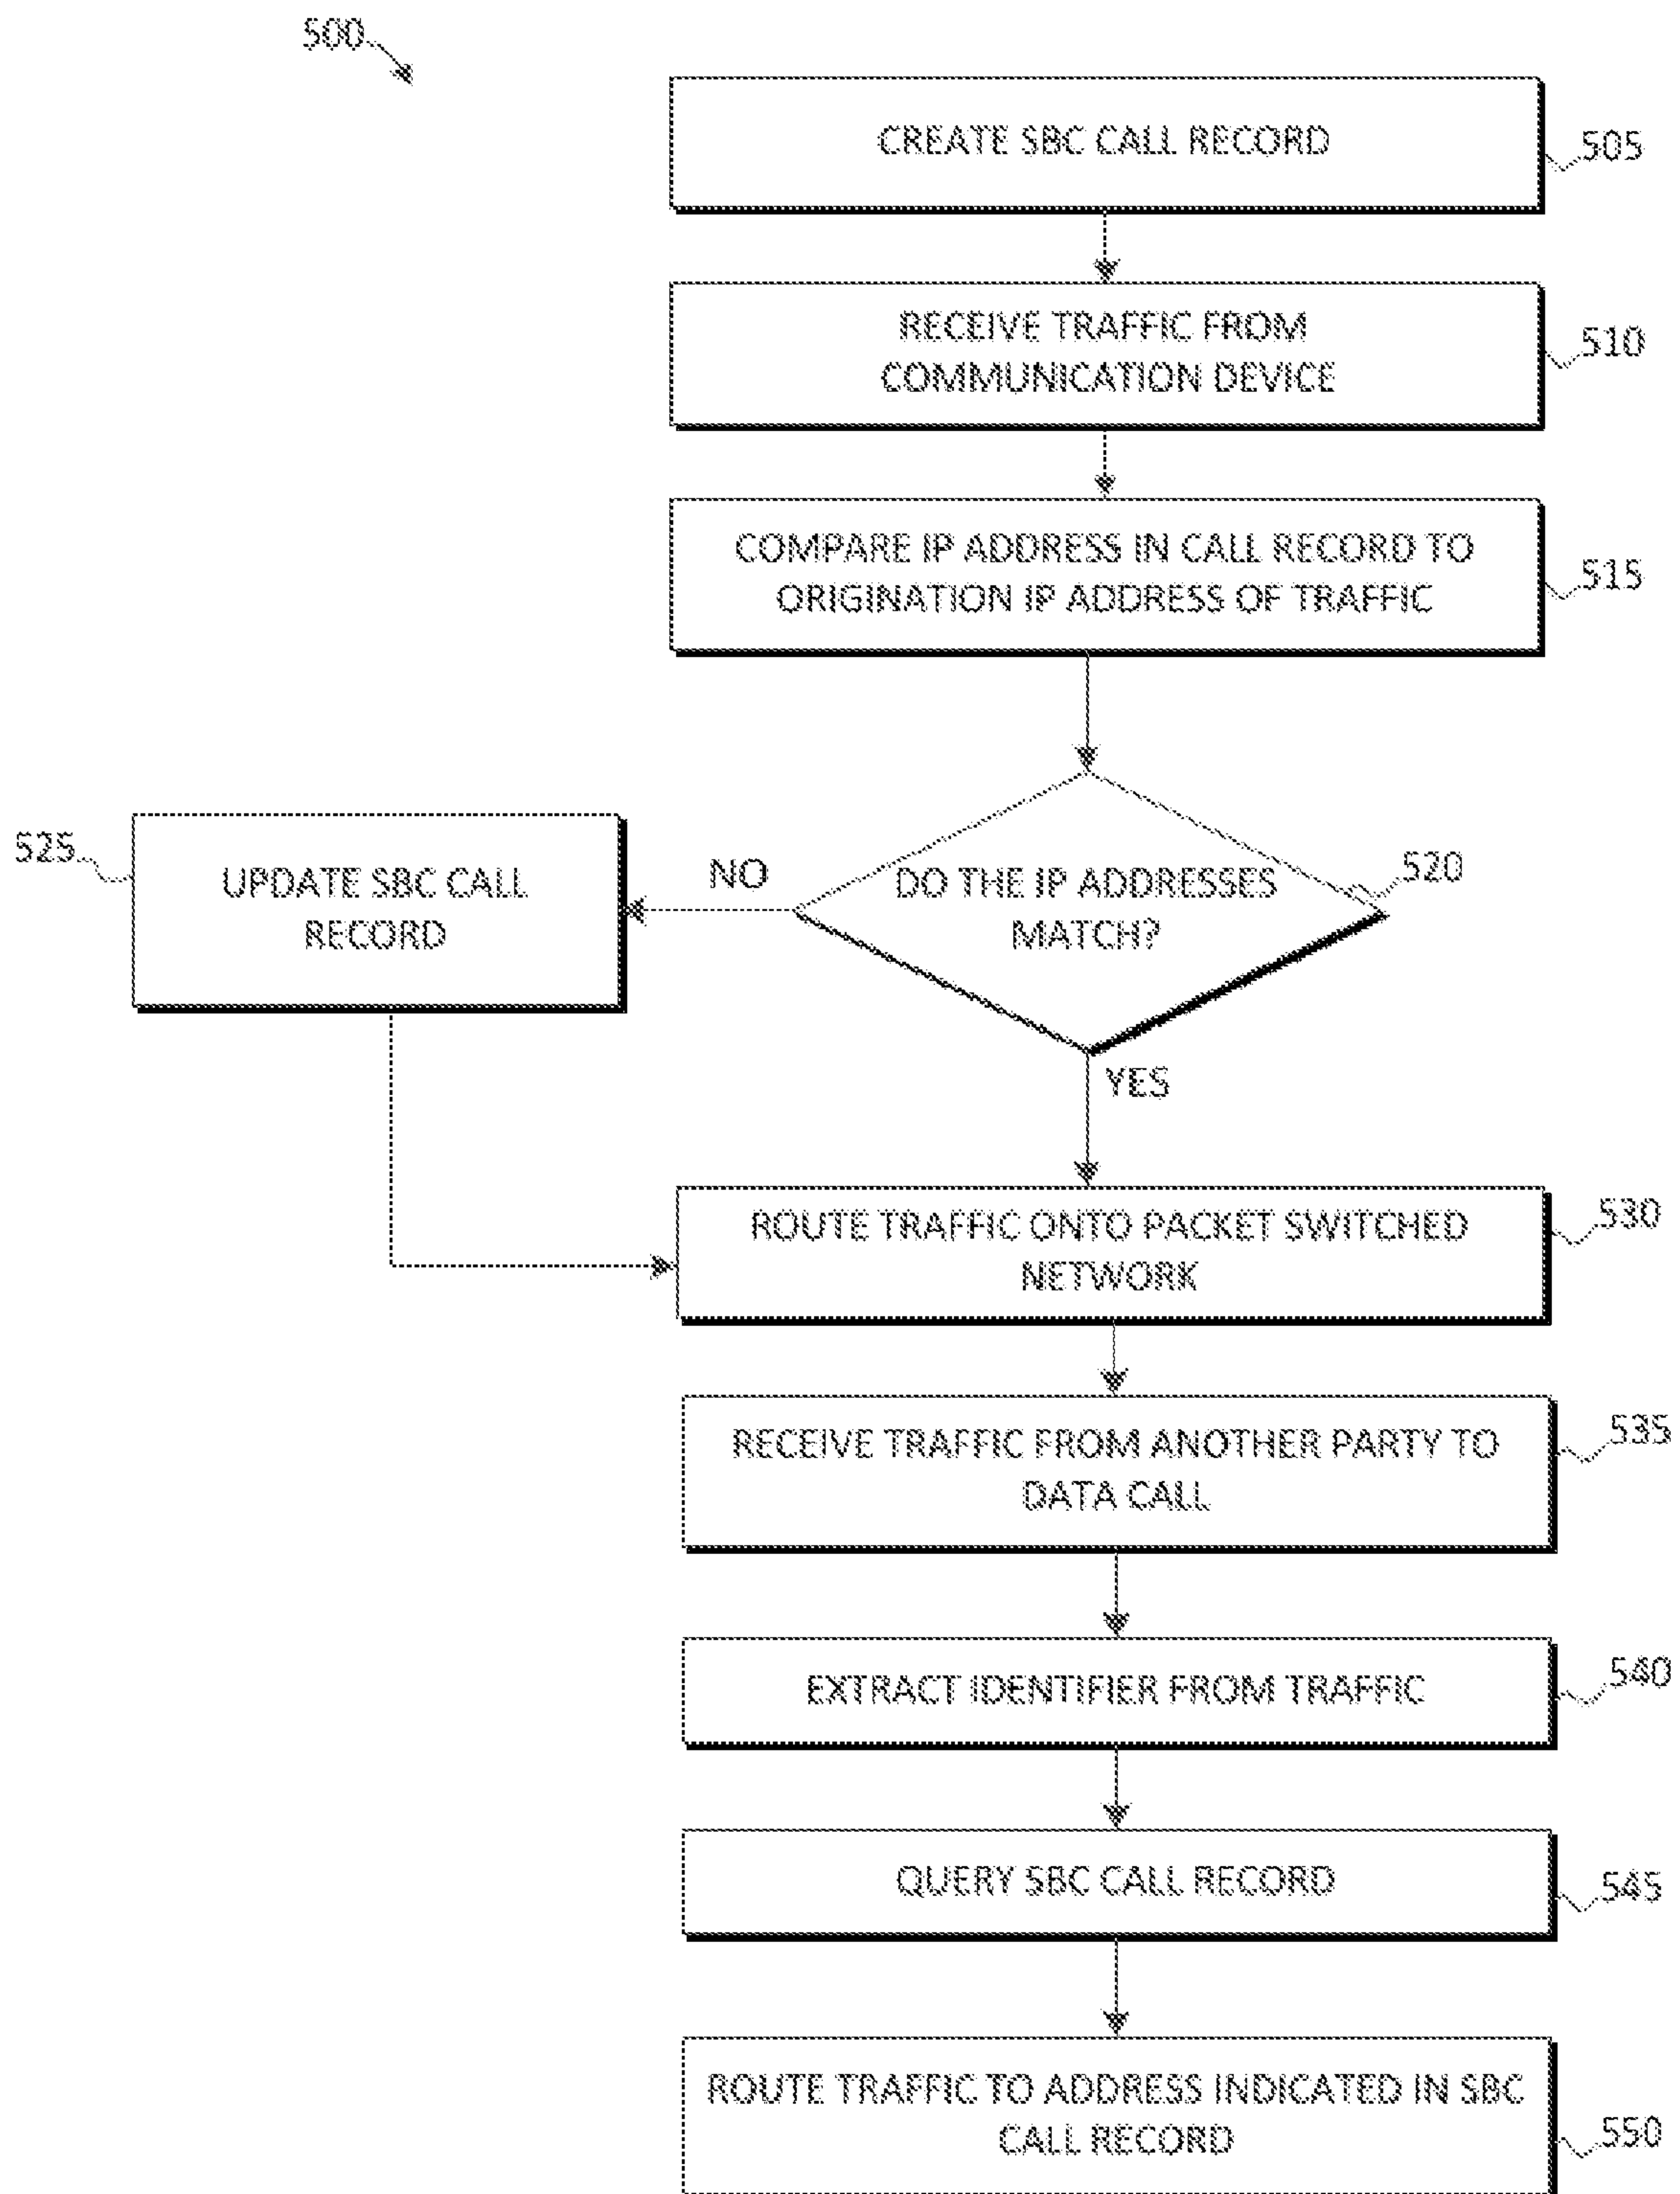 500
CREATE SBC CALL RECORD
505
RECEIVE TRAFFIC FROM
COMMUNICATION DEVICE
510
COMPARE IP ADDRESS IN CALL RECORD TO
ORIGINATION IP ADDRESS OF TRAFFIC
515
DO THE IP ADDRESSES
MATCH?
520
NO
525
UPDATE SBC CALL
RECORD
YES
ROUTE TRAFFIC ONTO PACKET SWITCHED
NETWORK
530
RECEIVE TRAFFIC FROM ANOTHER PARTY TO
DATA CALL
535
EXTRACT IDENTIFIER FROM TRAFFIC
540
QUERY SBC CALL RECORD
545
ROUTE TRAFFIC TO ADDRESS INDICATED IN SBC
CALL RECORD
550